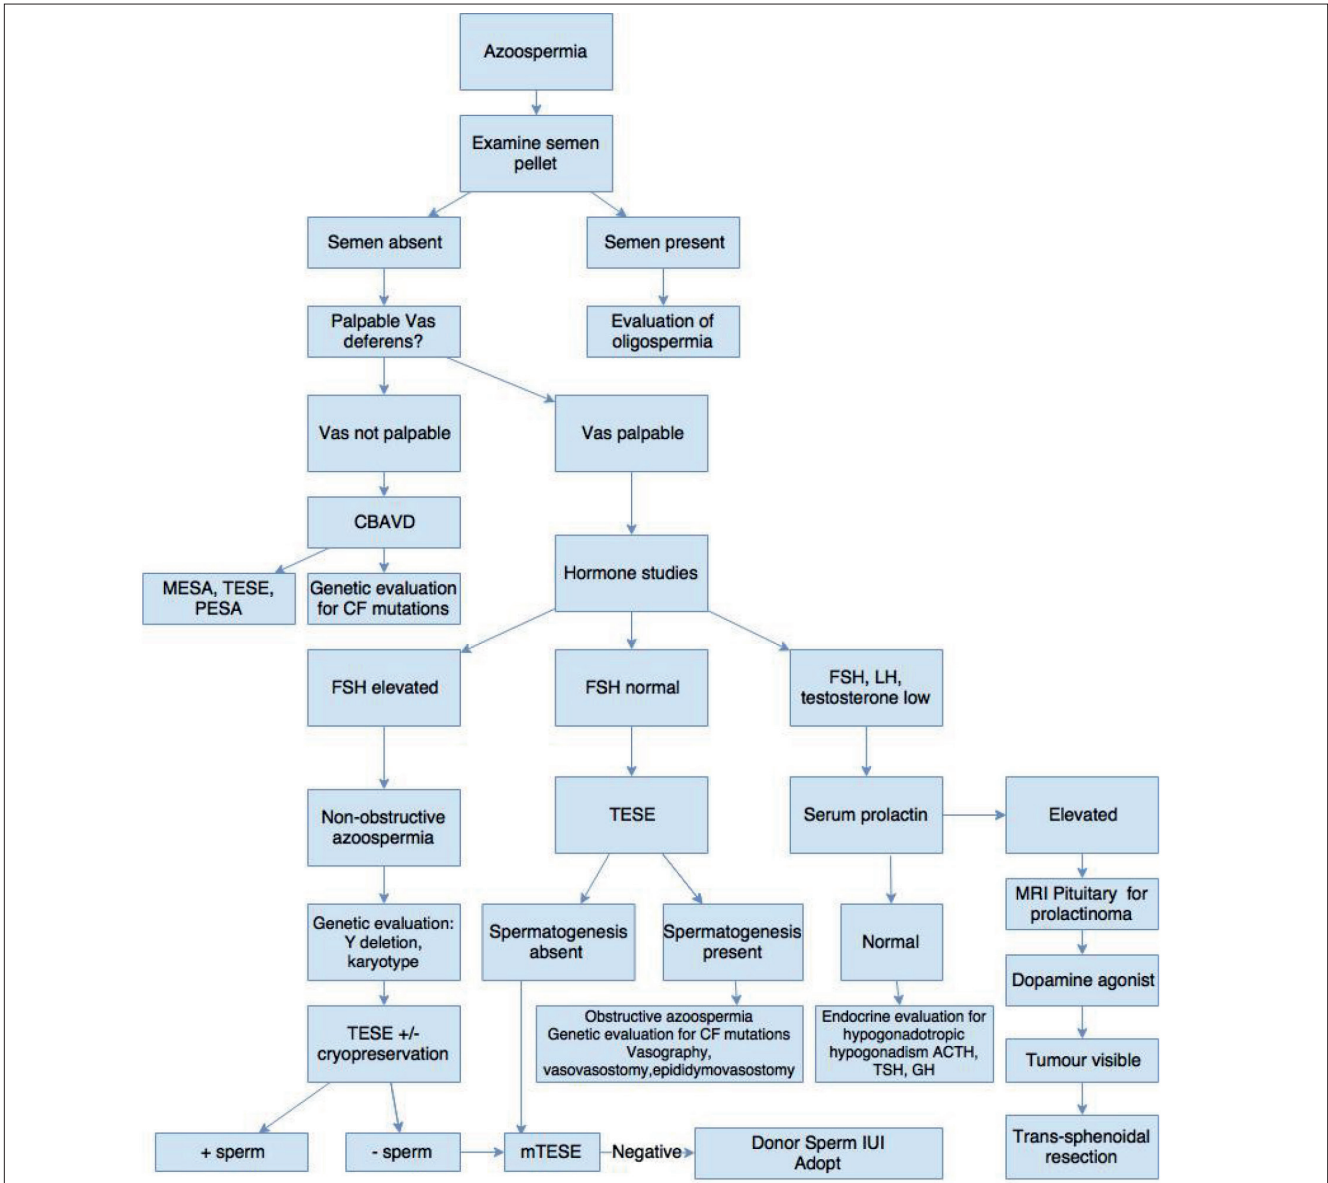 Azoospermia
Examine semen
pellet
Semen absent
Semen present
Palpable Vas
deferens?
Evaluation of
oligospermia
Vas not palpable
Vas palpable
CBAVD
MESA, TESE,
PESA
Genetic evaluation
for CF mutations
Hormone studies
FSH elevated
FSH normal
FSH, LH,
testosterone low
Non-obstructive
azoospermia
TESE
Serum prolactin
Elevated
MRI Pituitary for
prolactinoma
Genetic evaluation:
Y deletion,
karyotype
Spermatogenesis
absent
Spermatogenesis
present
Normal
Dopamine agonist
TESE +/-
cryopreservation
Obstructive azoospermia
Genetic evaluation for CF mutations
Vasography,
vasovasostomy,epididymovasostomy
Endocrine evaluation for
hypogonadotropic
hypogonadism ACTH,
TSH, GH
Tumour visible
+ sperm
- sperm
mTESE
Negative
Donor Sperm IUI
Adopt
Trans-sphenoidal
resection